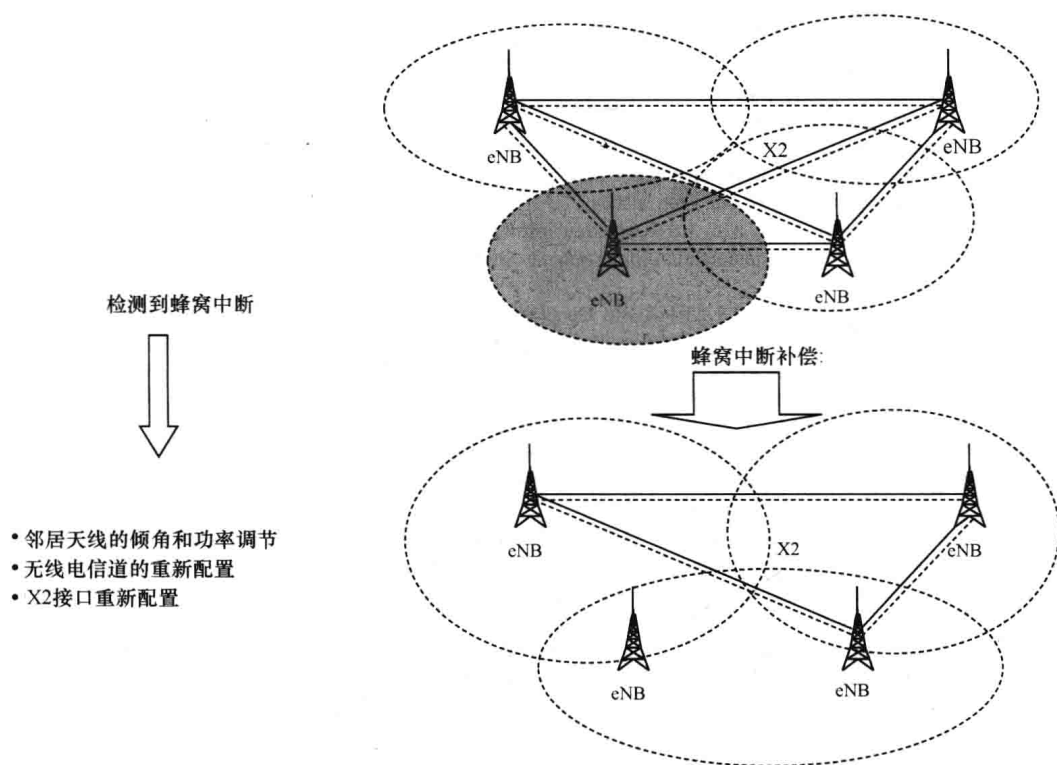 eNB
eNB
X2
eNB
eNB
检测到蜂窝中断
蜂窝中断补偿:
eNB
eNB
X2
• 邻居天线的倾角和功率调节
• 无线电信道的重新配置
• X2接口重新配置
eNB
eNB